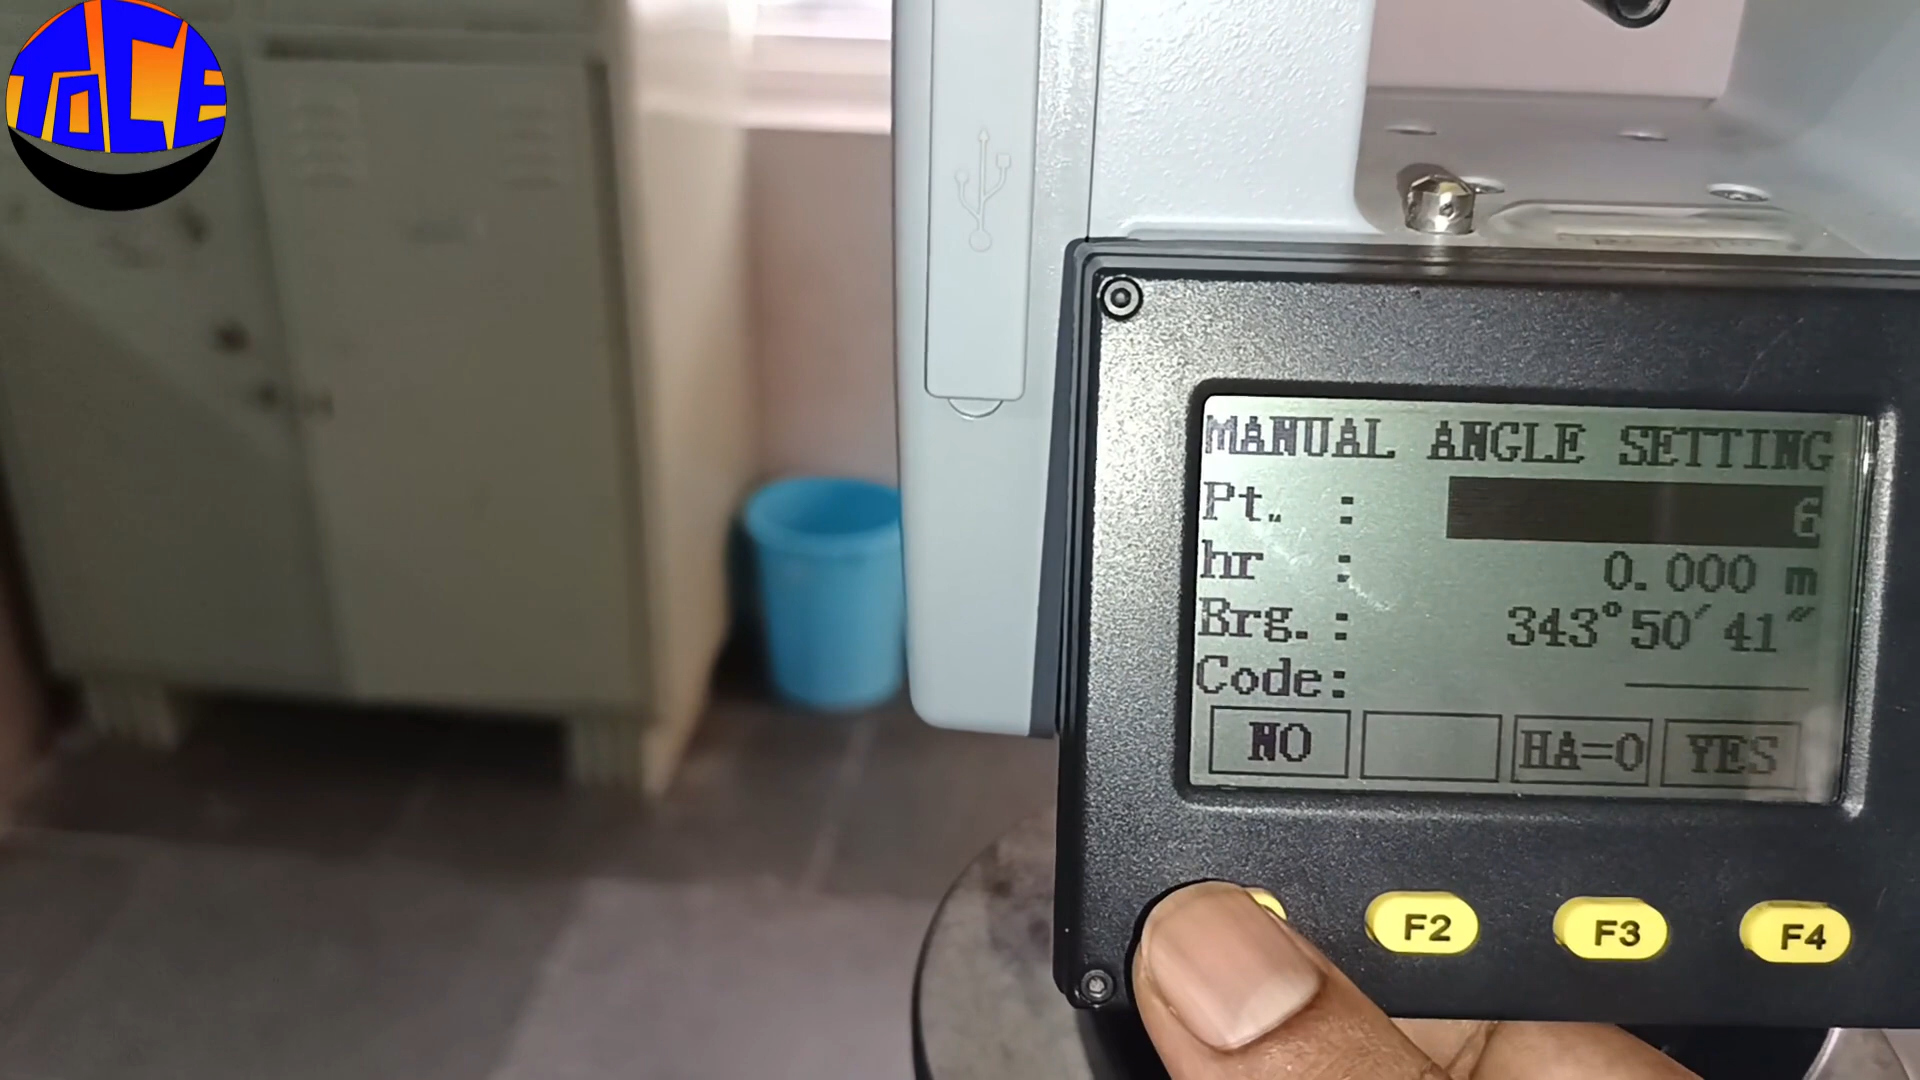 TOCE
MANUAL ANGLE SETTING
Pt. : 6
hr : 0.000 m
Brg. : 343°50′41″
Code:
NO HA=0 YES
F2 F3 F4